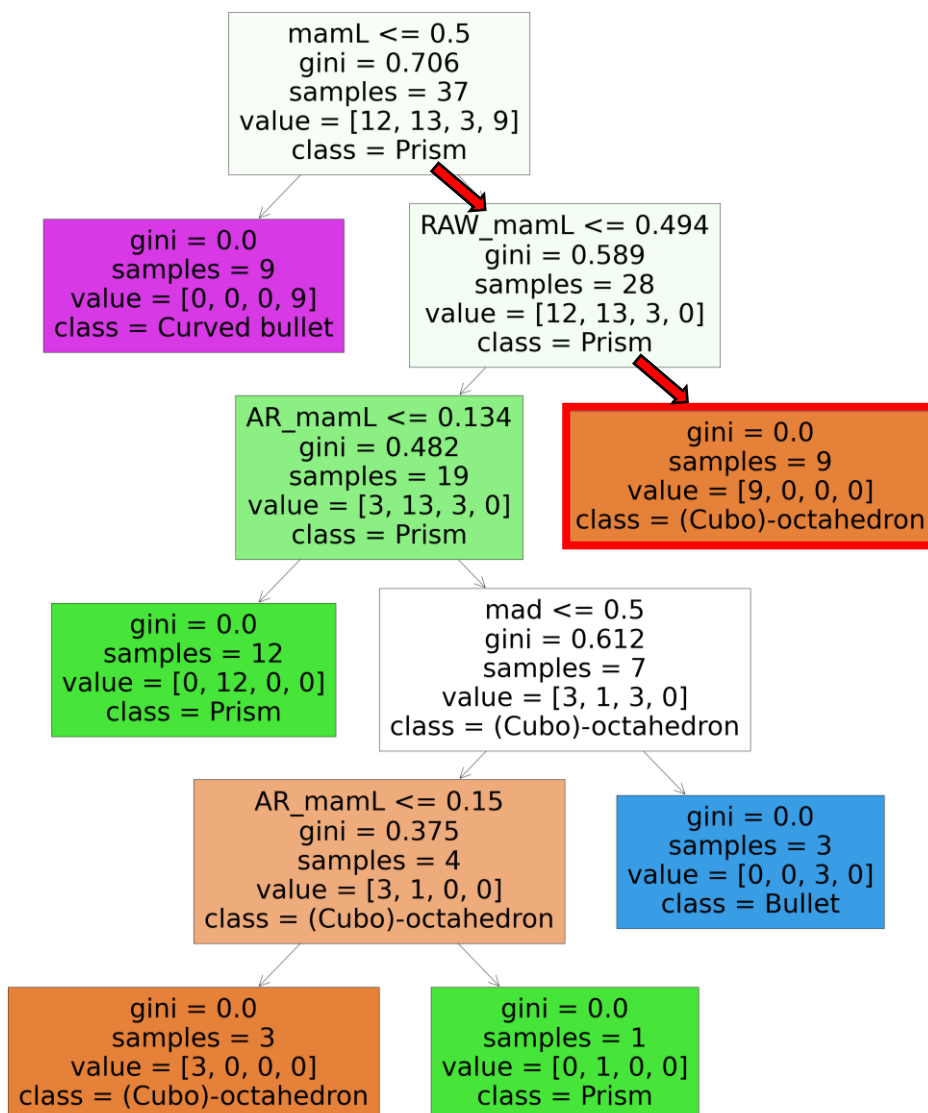 mamL <= 0.5
gini = 0.706
samples = 37
value = [12, 13, 3, 9]
class = Prism
gini = 0.0
samples = 9
value = [0, 0, 0, 9]
class = Curved bullet
RAW_mamL <= 0.494
gini = 0.589
samples = 28
value = [12, 13, 3, 0]
class = Prism
AR_mamL <= 0.134
gini = 0.482
samples = 19
value = [3, 13, 3, 0]
class = Prism
gini = 0.0
samples = 9
value = [9, 0, 0, 0]
class = (Cubo)-octahedron
gini = 0.0
samples = 12
value = [0, 12, 0, 0]
class = Prism
mad <= 0.5
gini = 0.612
samples = 7
value = [3, 1, 3, 0]
class = (Cubo)-octahedron
AR_mamL <= 0.15
gini = 0.375
samples = 4
value = [3, 1, 0, 0]
class = (Cubo)-octahedron
gini = 0.0
samples = 3
value = [0, 0, 3, 0]
class = Bullet
gini = 0.0
samples = 3
value = [3, 0, 0, 0]
class = (Cubo)-octahedron
gini = 0.0
samples = 1
value = [0, 1, 0, 0]
class = Prism